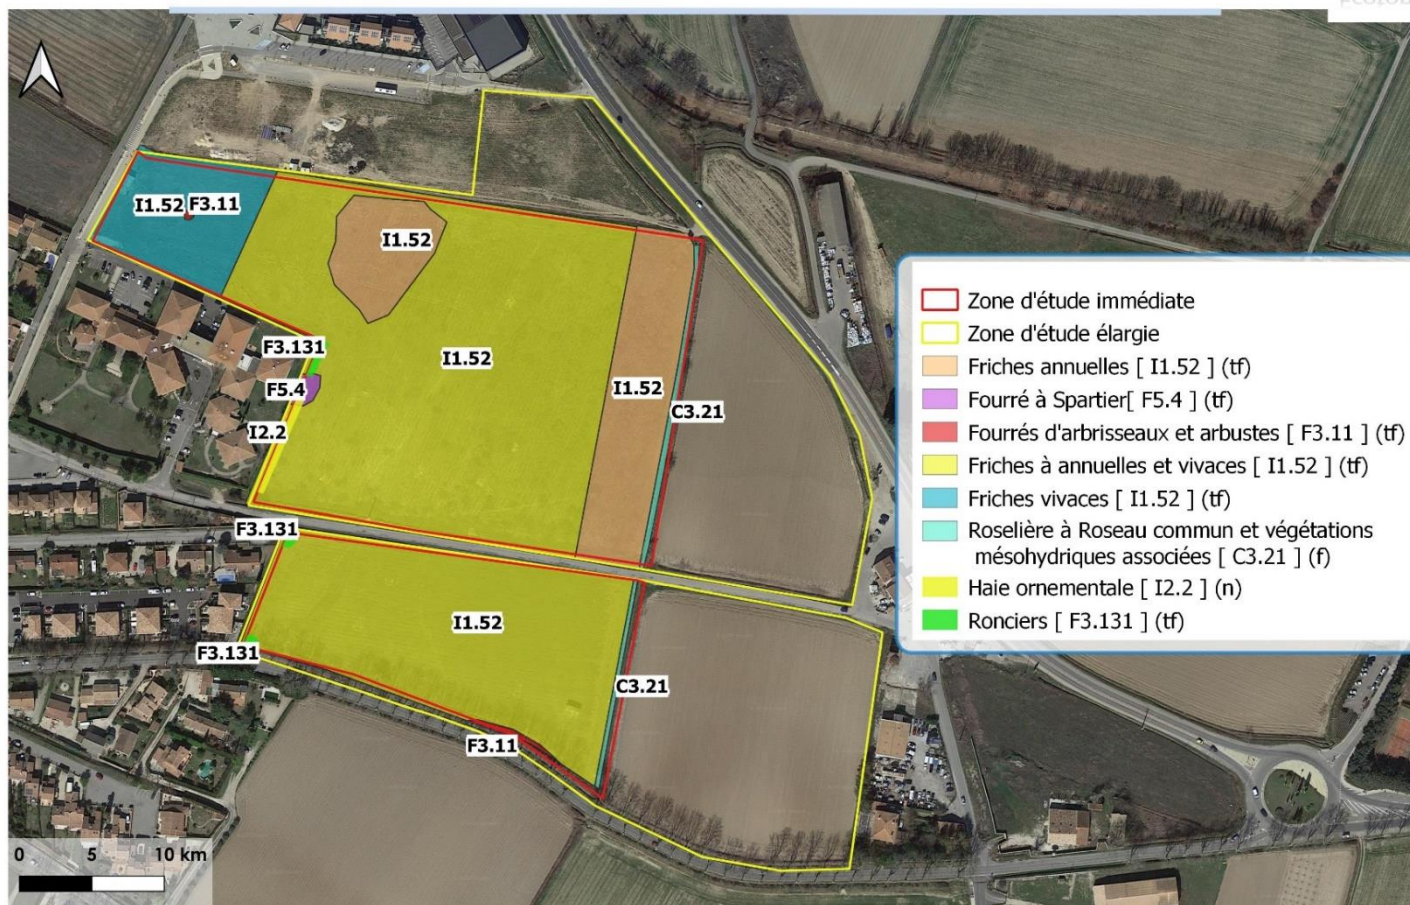 I1.52
F3.11
I1.52
F3.131
I1.52
F5.4
I1.52
C3.21
I2.2
F3.131
I1.52
F3.131
C3.21
F3.11
Zone d'étude immédiate
Zone d'étude élargie
Friches annuelles [ I1.52 ] (tf)
Fourré à Spartier[ F5.4 ] (tf)
Fourrés d'arbrisseaux et arbustes [ F3.11 ] (tf)
Friches à annuelles et vivaces [ I1.52 ] (tf)
Friches vivaces [ I1.52 ] (tf)
Roselière à Roseau commun et végétations
mésohydriques associées [ C3.21 ] (f)
Haie ornementale [ I2.2 ] (n)
Ronciers [ F3.131 ] (tf)
0 5 10 km